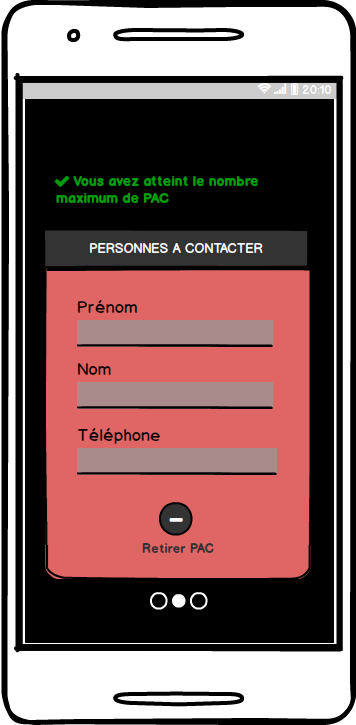 20:10
Vous avez atteint le nombre
maximum de PAC
PERSONNES A CONTACTER
Prénom
Nom
Téléphone
Retirer PAC